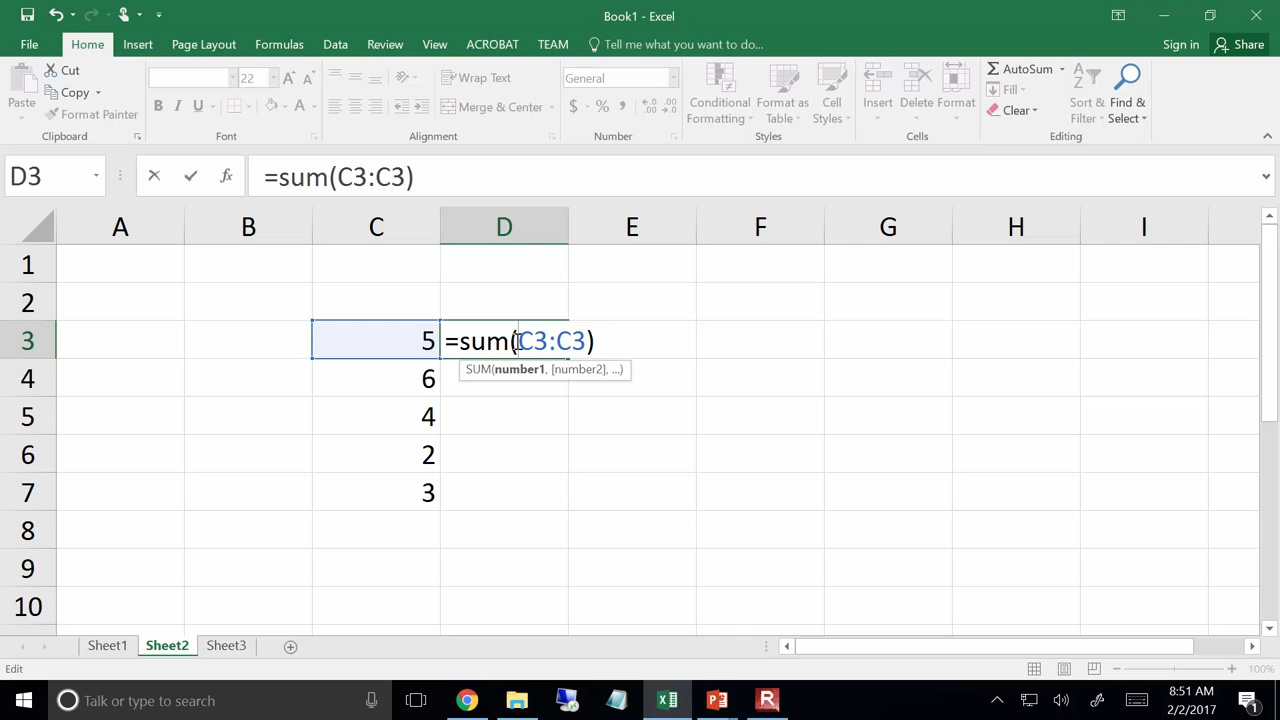 Book1 - Excel
File Home Insert Page Layout Formulas Data Review View ACROBAT TEAM Tell me what you want to do... Sign in Share
Paste
Cut
Copy
Format Painter
Clipboard
22
A A
B I U A
Font
Wrap Text
Merge & Center
Alignment
General
$ % ,
Number
Conditional Formatting
Format as Table
Cell Styles
Styles
Insert Delete Format
Cells
AutoSum
Fill
Clear
Sort & Filter
Find & Select
Editing
D3 fx =sum(C3:C3)
A B C D E F G H I
1
2
3 5 =sum(C3:C3)
SUM(number1, [number2], ...)
4 6
5 4
6 2
7 3
8
9
10
Sheet1 Sheet2 Sheet3
Edit 100%
Talk or type to search
8:51 AM
2/2/2017
1